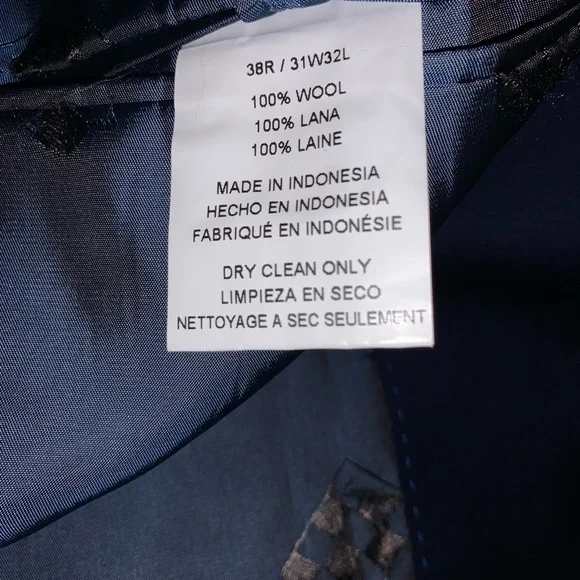 38R / 31W32L
100% WOOL
100% LANA
100% LAINE
MADE IN INDONESIA
HECHO EN INDONESIA
FABRIQUÉ EN INDONÉSIE
DRY CLEAN ONLY
LIMPIEZA EN SECO
NETTOYAGE A SEC SEULEMENT